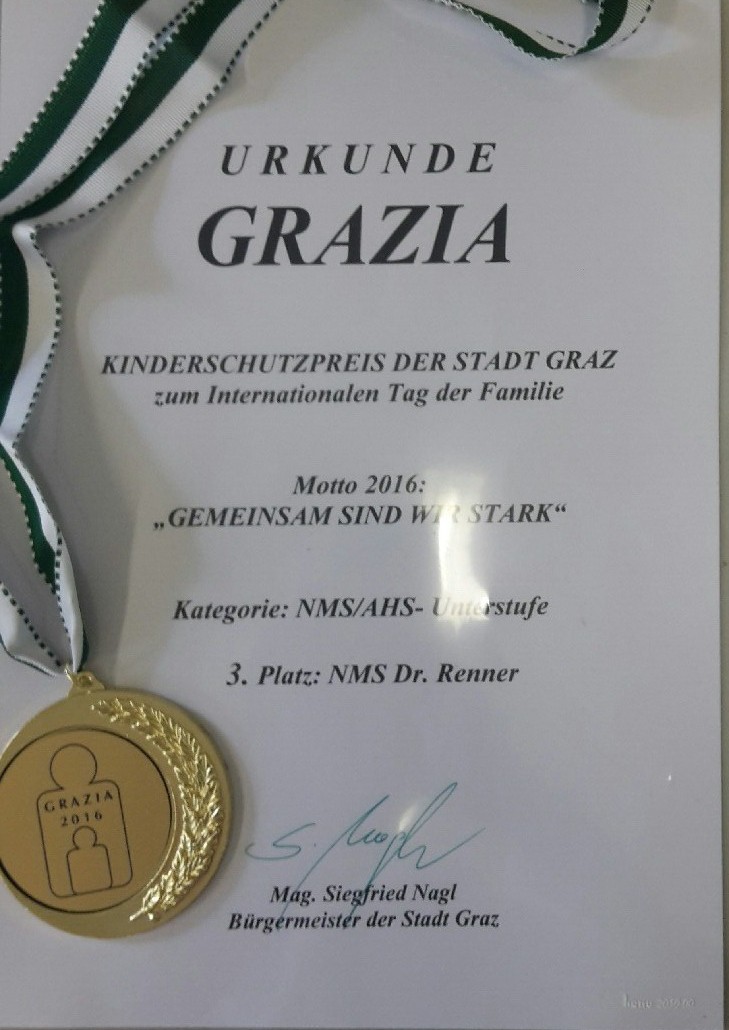 URKUNDE
GRAZIA
KINDERSCHUTZPREIS DER STADT GRAZ
zum Internationalen Tag der Familie
Motto 2016:
„GEMEINSAM SIND WIR STARK“
Kategorie: NMS/AHS- Unterstufe
3. Platz: NMS Dr. Renner
GRAZIA
2016
S. Nagl
Mag. Siegfried Nagl
Bürgermeister der Stadt Graz